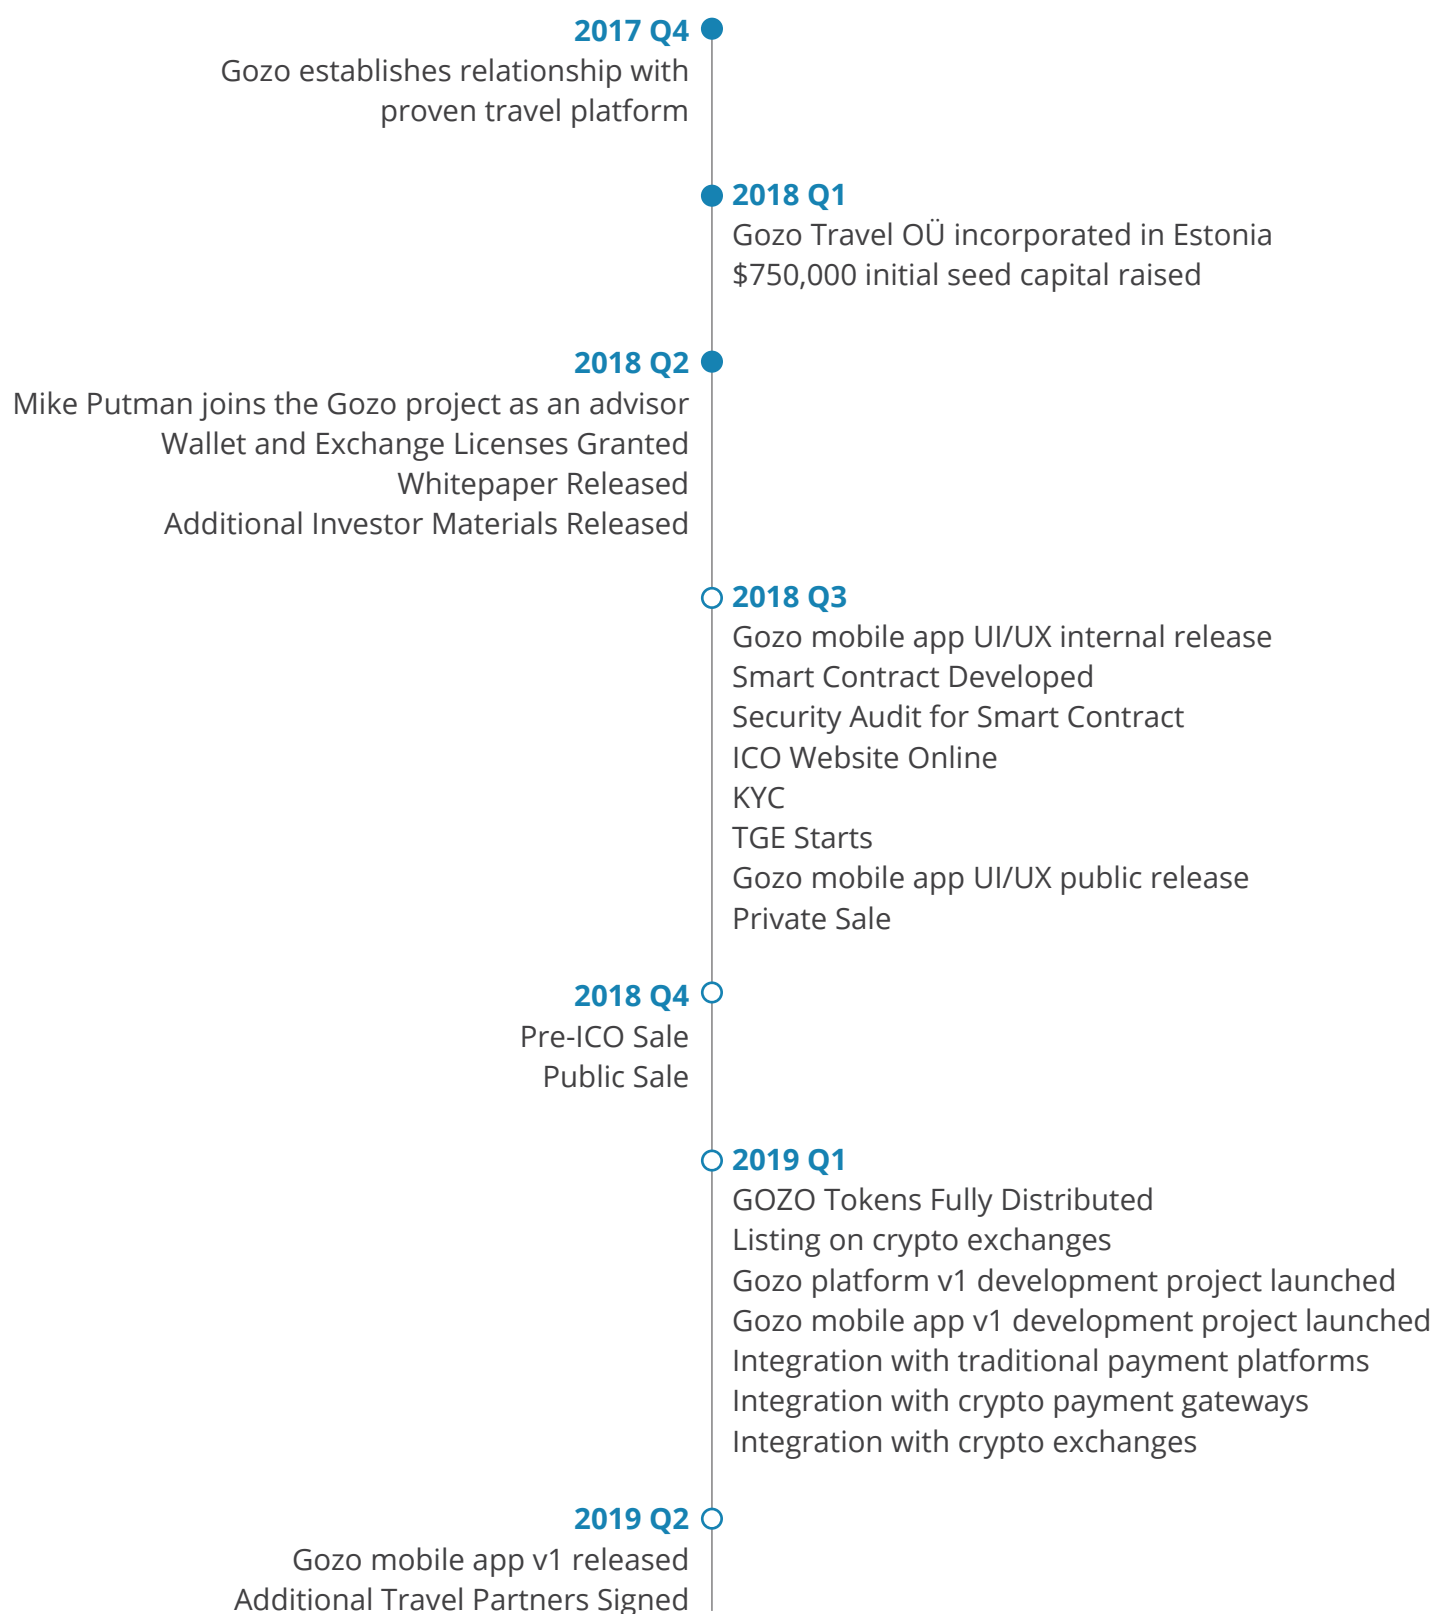 2017 Q4
Gozo establishes relationship with
proven travel platform
2018 Q1
Gozo Travel OÜ incorporated in Estonia
$750,000 initial seed capital raised
2018 Q2
Mike Putman joins the Gozo project as an advisor
Wallet and Exchange Licenses Granted
Whitepaper Released
Additional Investor Materials Released
2018 Q3
Gozo mobile app UI/UX internal release
Smart Contract Developed
Security Audit for Smart Contract
ICO Website Online
KYC
TGE Starts
Gozo mobile app UI/UX public release
Private Sale
2018 Q4
Pre-ICO Sale
Public Sale
2019 Q1
GOZO Tokens Fully Distributed
Listing on crypto exchanges
Gozo platform v1 development project launched
Gozo mobile app v1 development project launched
Integration with traditional payment platforms
Integration with crypto payment gateways
Integration with crypto exchanges
2019 Q2
Gozo mobile app v1 released
Additional Travel Partners Signed